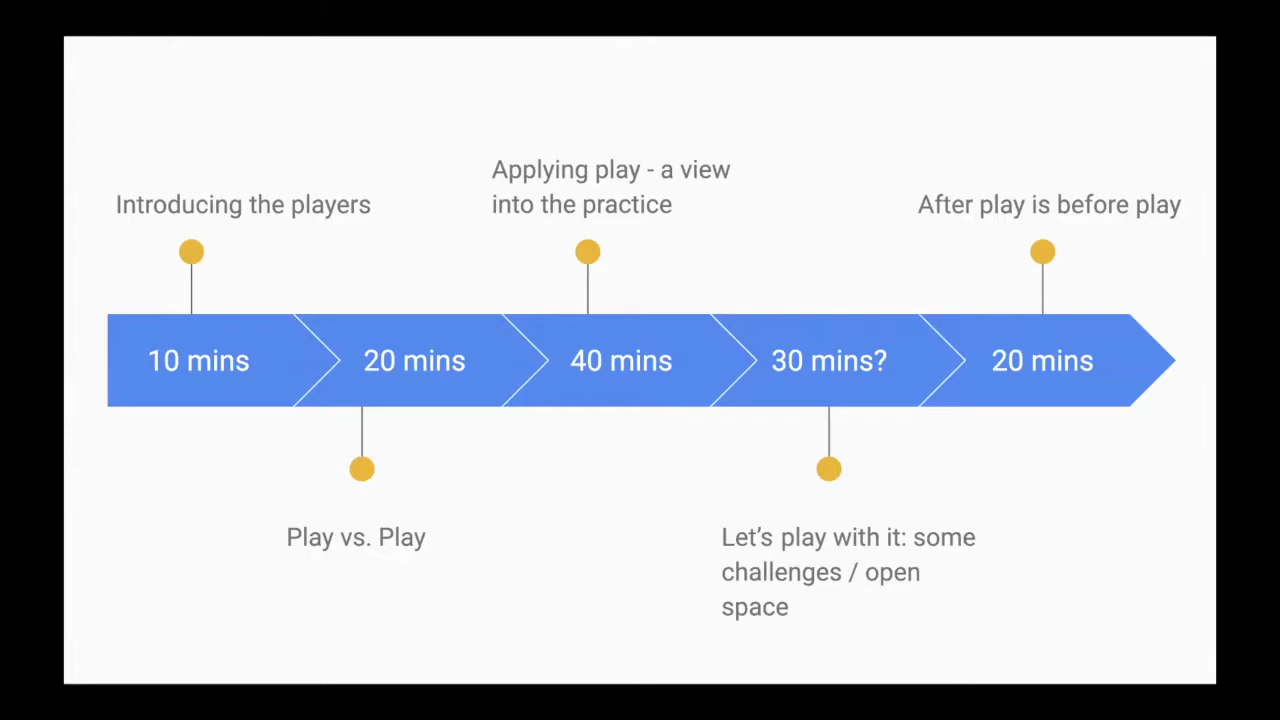 Introducing the players
Applying play - a view
into the practice
After play is before play
10 mins
20 mins
40 mins
30 mins?
20 mins
Play vs. Play
Let’s play with it: some
challenges / open
space